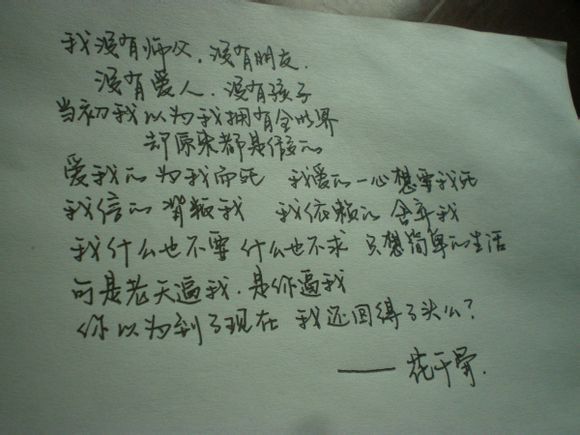 我没有师父，没有朋友.
没有爱人，没有孩子
当初我以为我拥有全世界
却原来都是假的
爱我的 为我而死 我爱的 一心想要我死
我信的 背叛我 我依赖的 舍弃我
我什么也不要 什么也不求 只想简单的生活
可是老天逼我，是你逼我
你以为到了现在 我还回得了头么？
——花千骨.